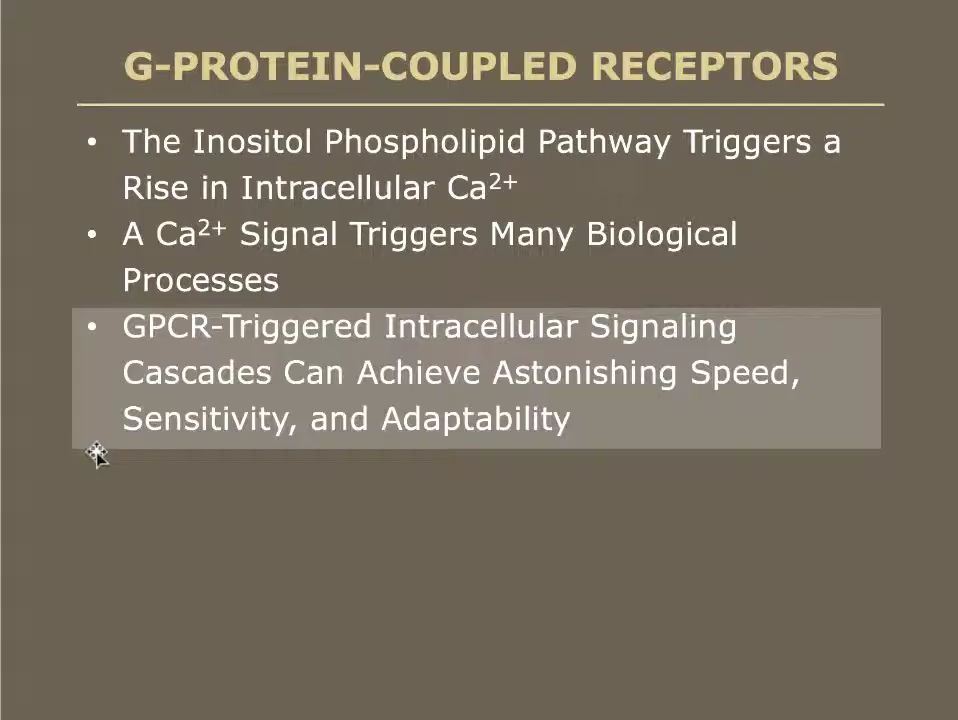 G-PROTEIN-COUPLED RECEPTORS
• The Inositol Phospholipid Pathway Triggers a
Rise in Intracellular Ca²⁺
• A Ca²⁺ Signal Triggers Many Biological
Processes
• GPCR-Triggered Intracellular Signaling
Cascades Can Achieve Astonishing Speed,
Sensitivity, and Adaptability